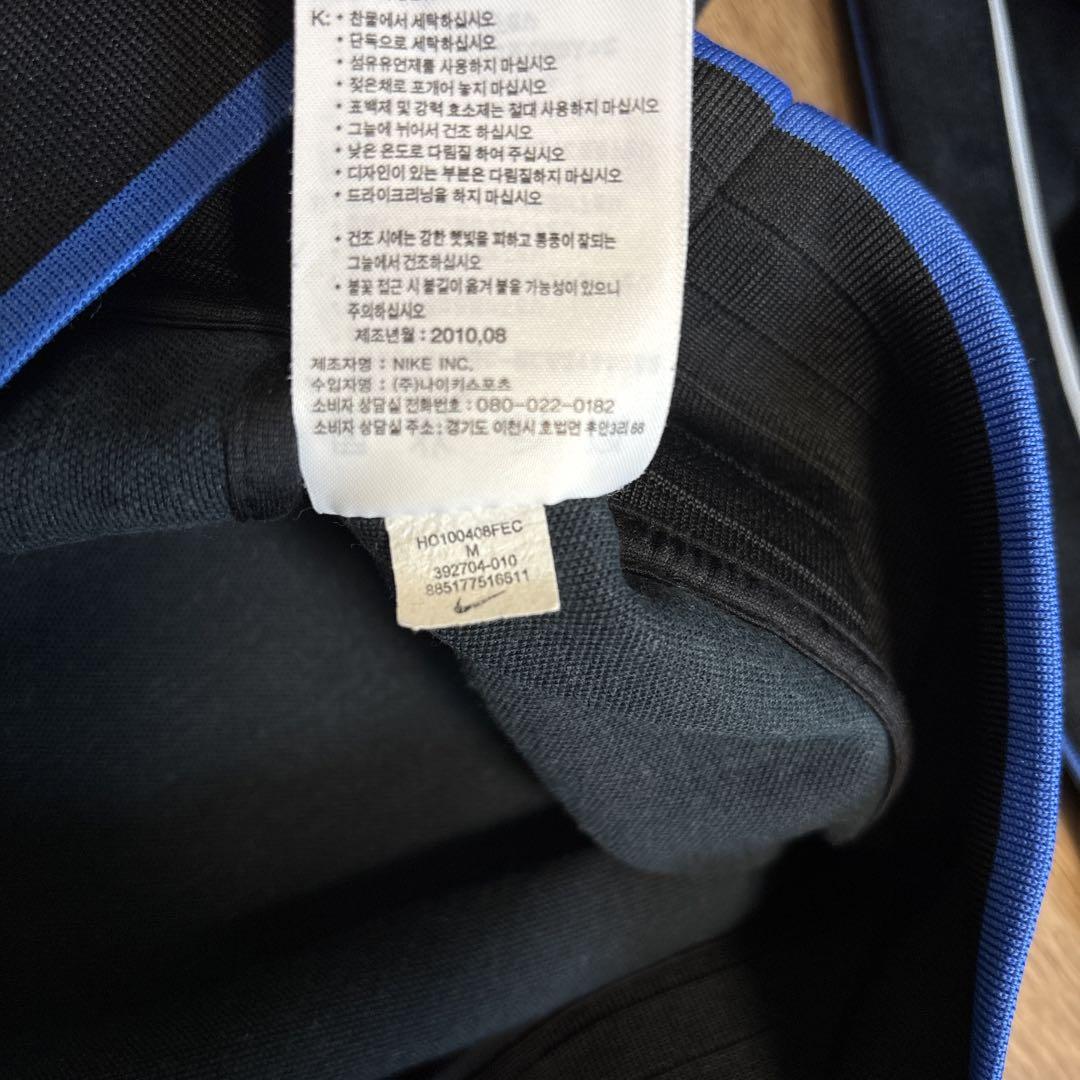 K: • 찬물에서 세탁하십시오
• 단독으로 세탁하십시오
• 섬유유연제를 사용하지 마십시오
• 젖은채로 포개어 놓지 마십시오
• 표백제 및 강력 효소제는 절대 사용하지 마십시오
• 그늘에 뉘어서 건조 하십시오
• 낮은 온도로 다림질 하여 주십시오
• 디자인이 있는 부분은 다림질하지 마십시오
• 드라이크리닝을 하지 마십시오
• 건조 시에는 강한 햇빛을 피하고 통풍이 잘되는
그늘에서 건조하십시오
• 불꽃 접근 시 불길이 옮겨 붙을 가능성이 있으니
주의하십시오
제조년월 : 2010,08
제조자명 : NIKE INC.
수입자명 : (주)나이키스포츠
소비자 상담실 전화번호 : 080-022-0182
소비자 상담실 주소 : 경기도 이천시 호법면 후안3리 68
HO100408FEC
M
392704-010
885177516511